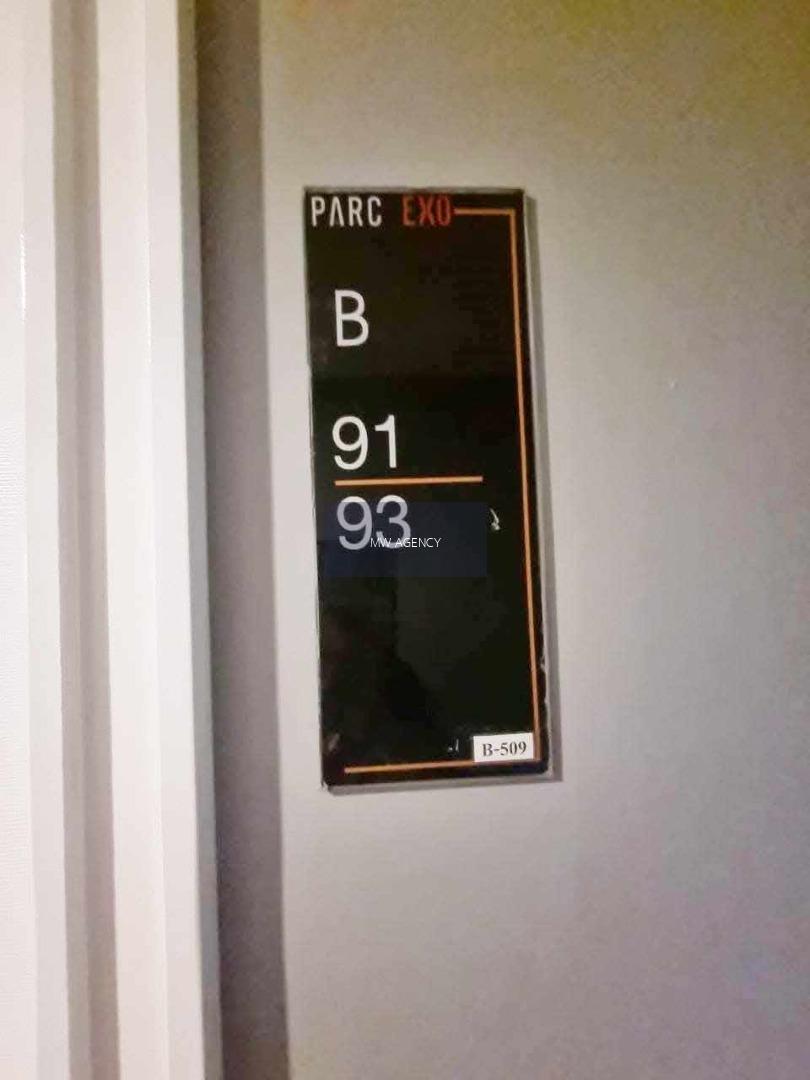 PARC EXO
B
91
93
MW AGENCY
B-509